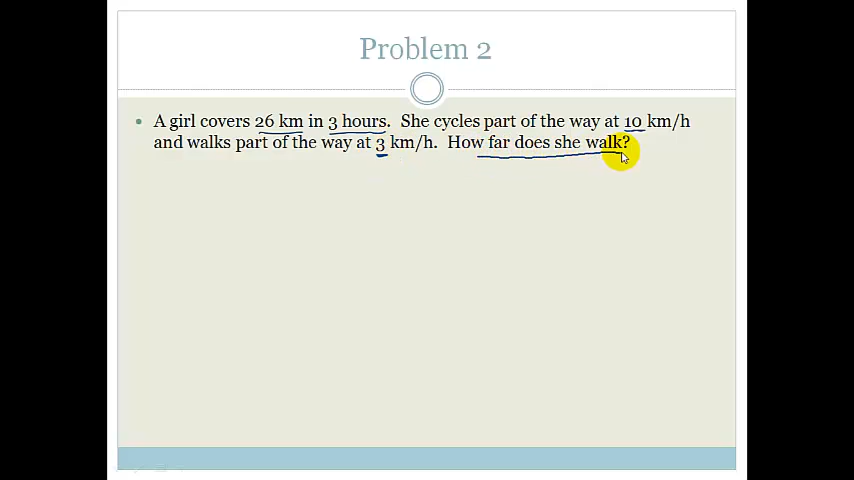 Problem 2
A girl covers 26 km in 3 hours. She cycles part of the way at 10 km/h
and walks part of the way at 3 km/h. How far does she walk?